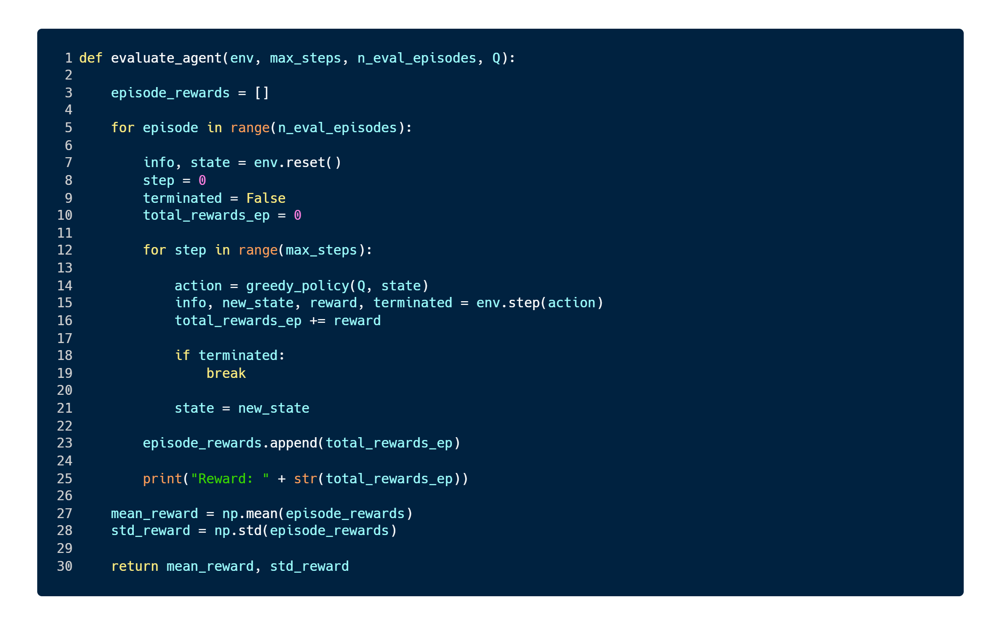 1 def evaluate_agent(env, max_steps, n_eval_episodes, Q):
2
3     episode_rewards = []
4
5     for episode in range(n_eval_episodes):
6
7         info, state = env.reset()
8         step = 0
9         terminated = False
10         total_rewards_ep = 0
11
12         for step in range(max_steps):
13
14             action = greedy_policy(Q, state)
15             info, new_state, reward, terminated = env.step(action)
16             total_rewards_ep += reward
17
18             if terminated:
19                 break
20
21             state = new_state
22
23         episode_rewards.append(total_rewards_ep)
24
25         print("Reward: " + str(total_rewards_ep))
26
27     mean_reward = np.mean(episode_rewards)
28     std_reward = np.std(episode_rewards)
29
30     return mean_reward, std_reward